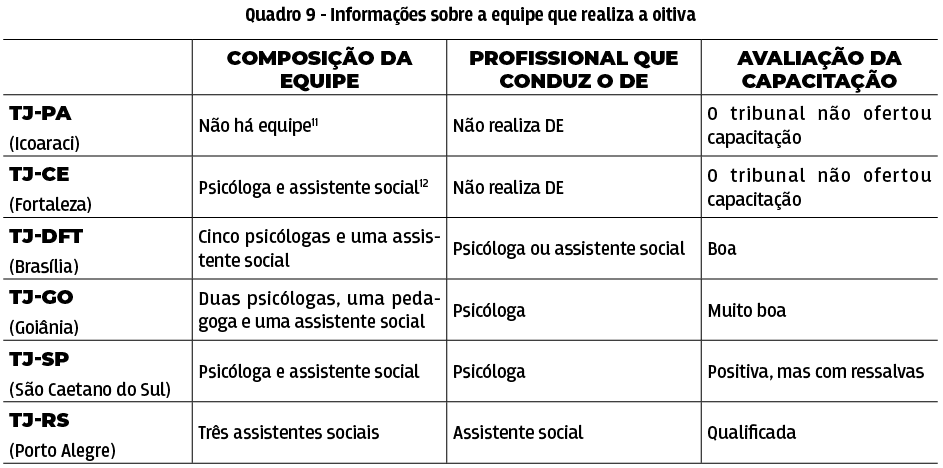 Quadro 9 - Informações sobre a equipe que realiza a oitiva
COMPOSIÇÃO DA
EQUIPE
PROFISSIONAL QUE
CONDUZ O DE
AVALIAÇÃO DA
CAPACITAÇÃO
TJ-PA
(Icoaraci)
Não há equipe¹¹
Não realiza DE
O tribunal não ofertou
capacitação
TJ-CE
(Fortaleza)
Psicóloga e assistente social¹²
Não realiza DE
O tribunal não ofertou
capacitação
TJ-DFT
(Brasília)
Cinco psicólogas e uma assis-
tente social
Psicóloga ou assistente social
Boa
TJ-GO
(Goiânia)
Duas psicólogas, uma peda-
goga e uma assistente social
Psicóloga
Muito boa
TJ-SP
(São Caetano do Sul)
Psicóloga e assistente social
Psicóloga
Positiva, mas com ressalvas
TJ-RS
(Porto Alegre)
Três assistentes sociais
Assistente social
Qualificada